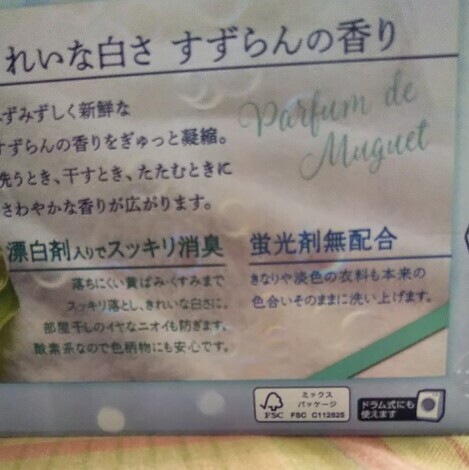 れいな白さ すずらんの香り
ずみずしく新鮮な
すずらんの香りをぎゅっと凝縮。
洗うとき、干すとき、たたむときに
さわやかな香りが広がります。
Parfum de
Muguet
漂白剤入りでスッキリ消臭
落ちにくい黄ばみ・くすみまで
スッキリ落とし、きれいな白さに。
部屋干しのイヤなニオイも防ぎます。
酸素系なので色柄物にも安心です。
蛍光剤無配合
きなりや淡色の衣料も本来の
色合いそのままに洗い上げます。
FSC
ミックス
パッケージ
FSC C112825
ドラム式にも
使えます